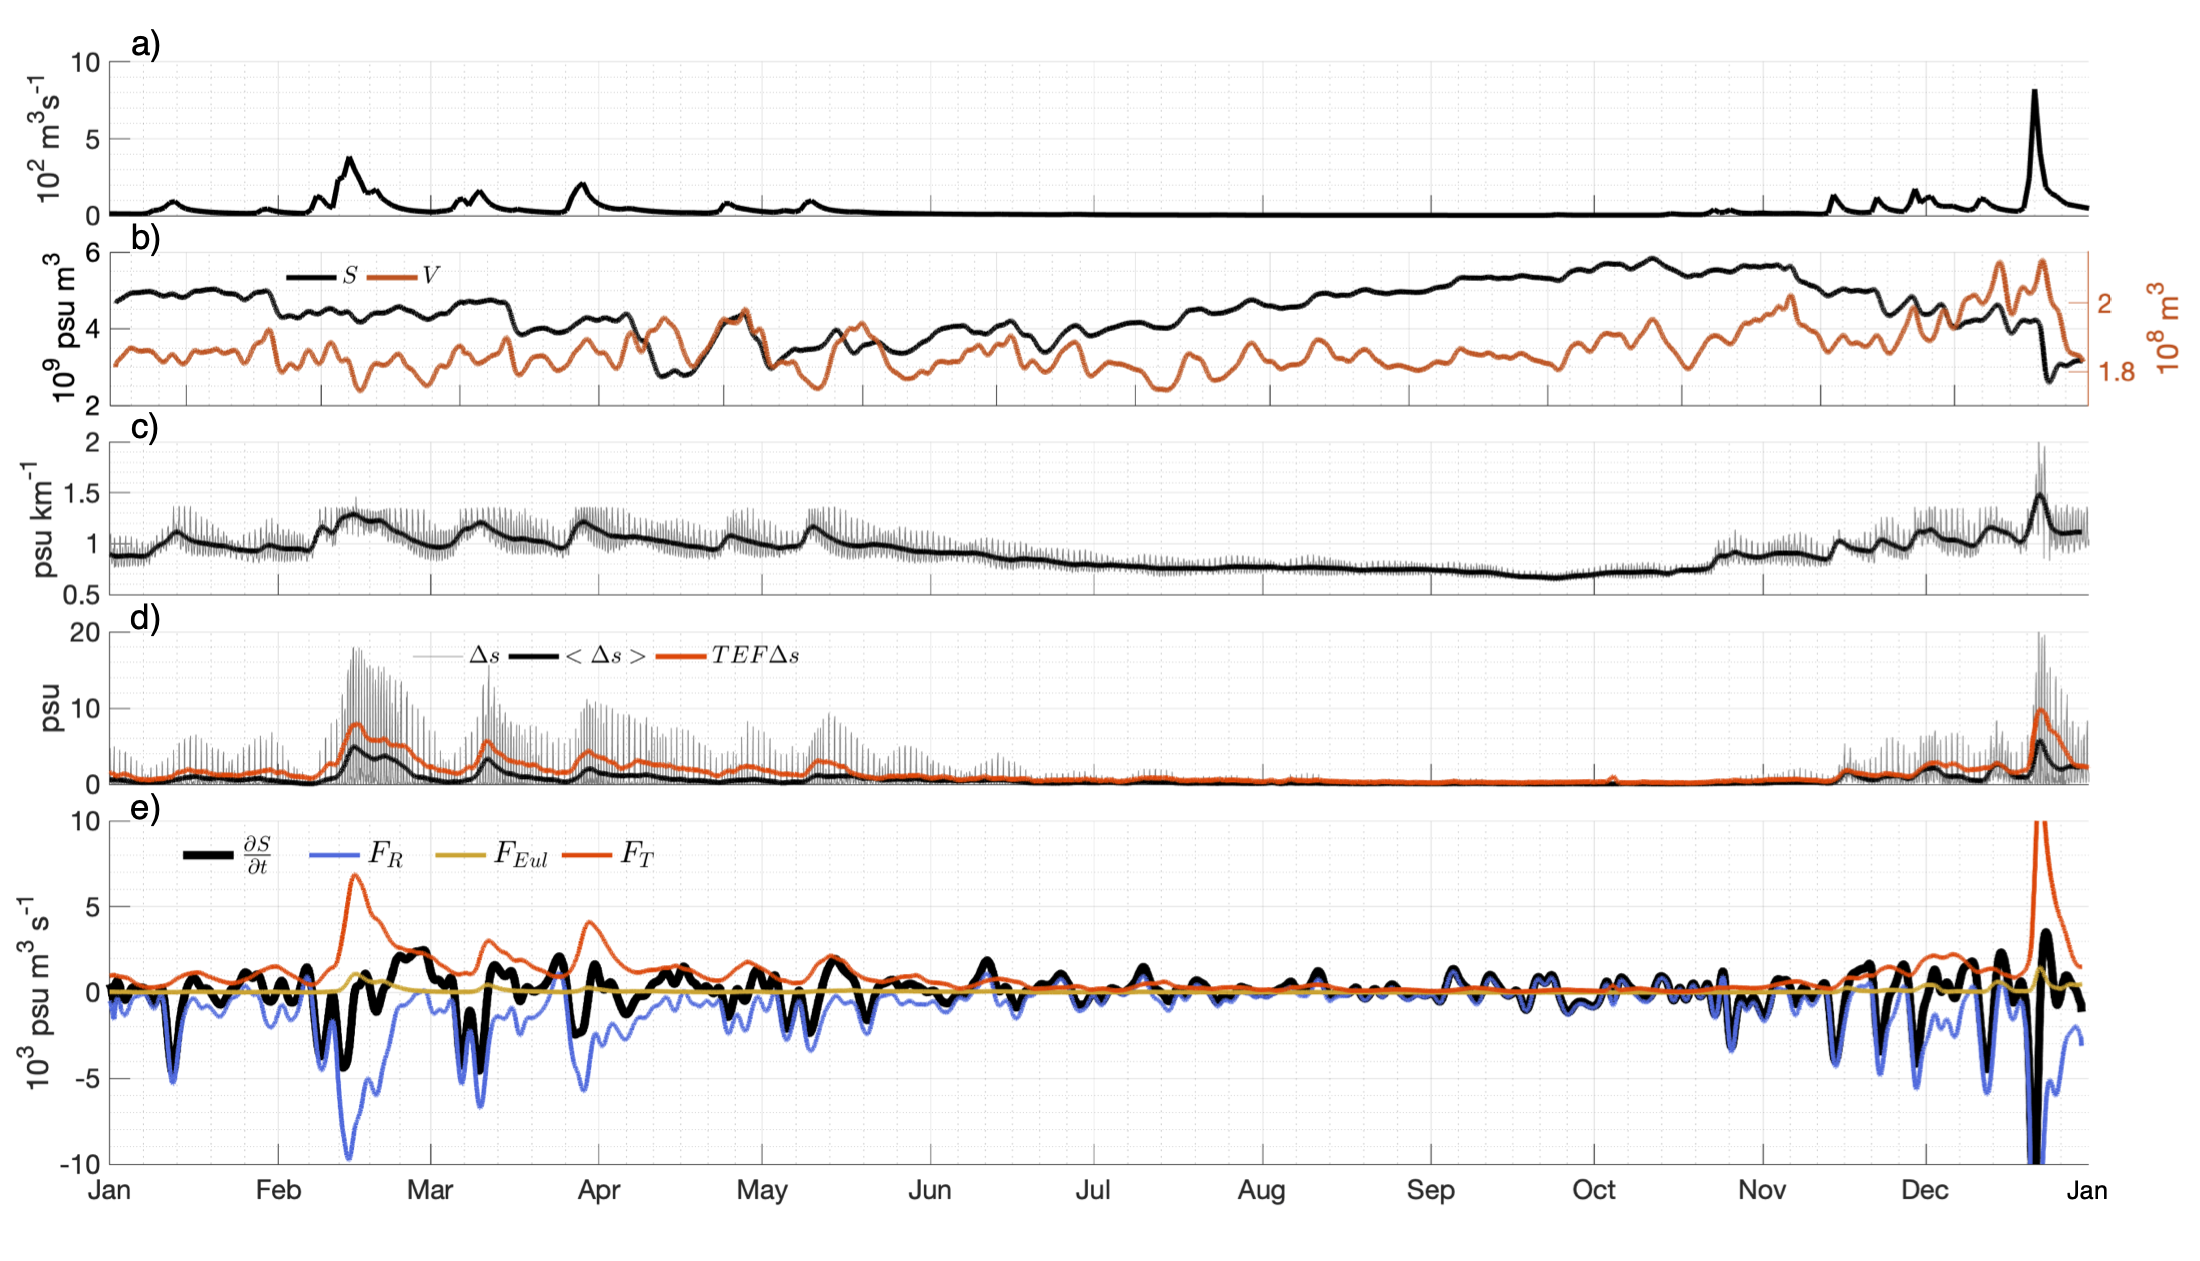 a)
10
5
0
10² m³s⁻¹
b)
6
4
2
10⁹ psu m³
S V
2
1.8
10⁸ m³
c)
2
1.5
1
0.5
psu km⁻¹
d)
20
10
0
psu
Δs < Δs > TEFΔs
e)
10
5
0
-5
-10
10³ psu m³ s⁻¹
∂S/∂t F_R F_Eul F_T
Jan Feb Mar Apr May Jun Jul Aug Sep Oct Nov Dec Jan